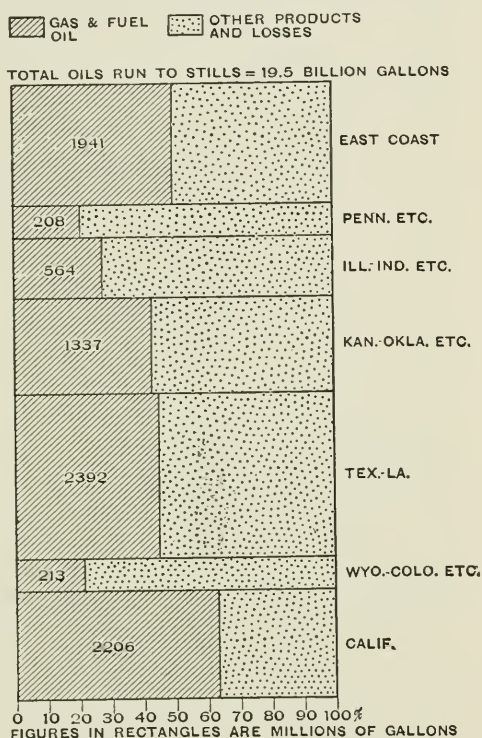 GAS & FUEL OIL
OTHER PRODUCTS AND LOSSES
TOTAL OILS RUN TO STILLS = 19.5 BILLION GALLONS
1941 EAST COAST
208 PENN. ETC.
564 ILL.-IND. ETC.
1337 KAN.-OKLA. ETC.
2392 TEX.-LA.
213 WYO.-COLO. ETC.
2206 CALIF.
0 10 20 30 40 50 60 70 80 90 100%
FIGURES IN RECTANGLES ARE MILLIONS OF GALLONS